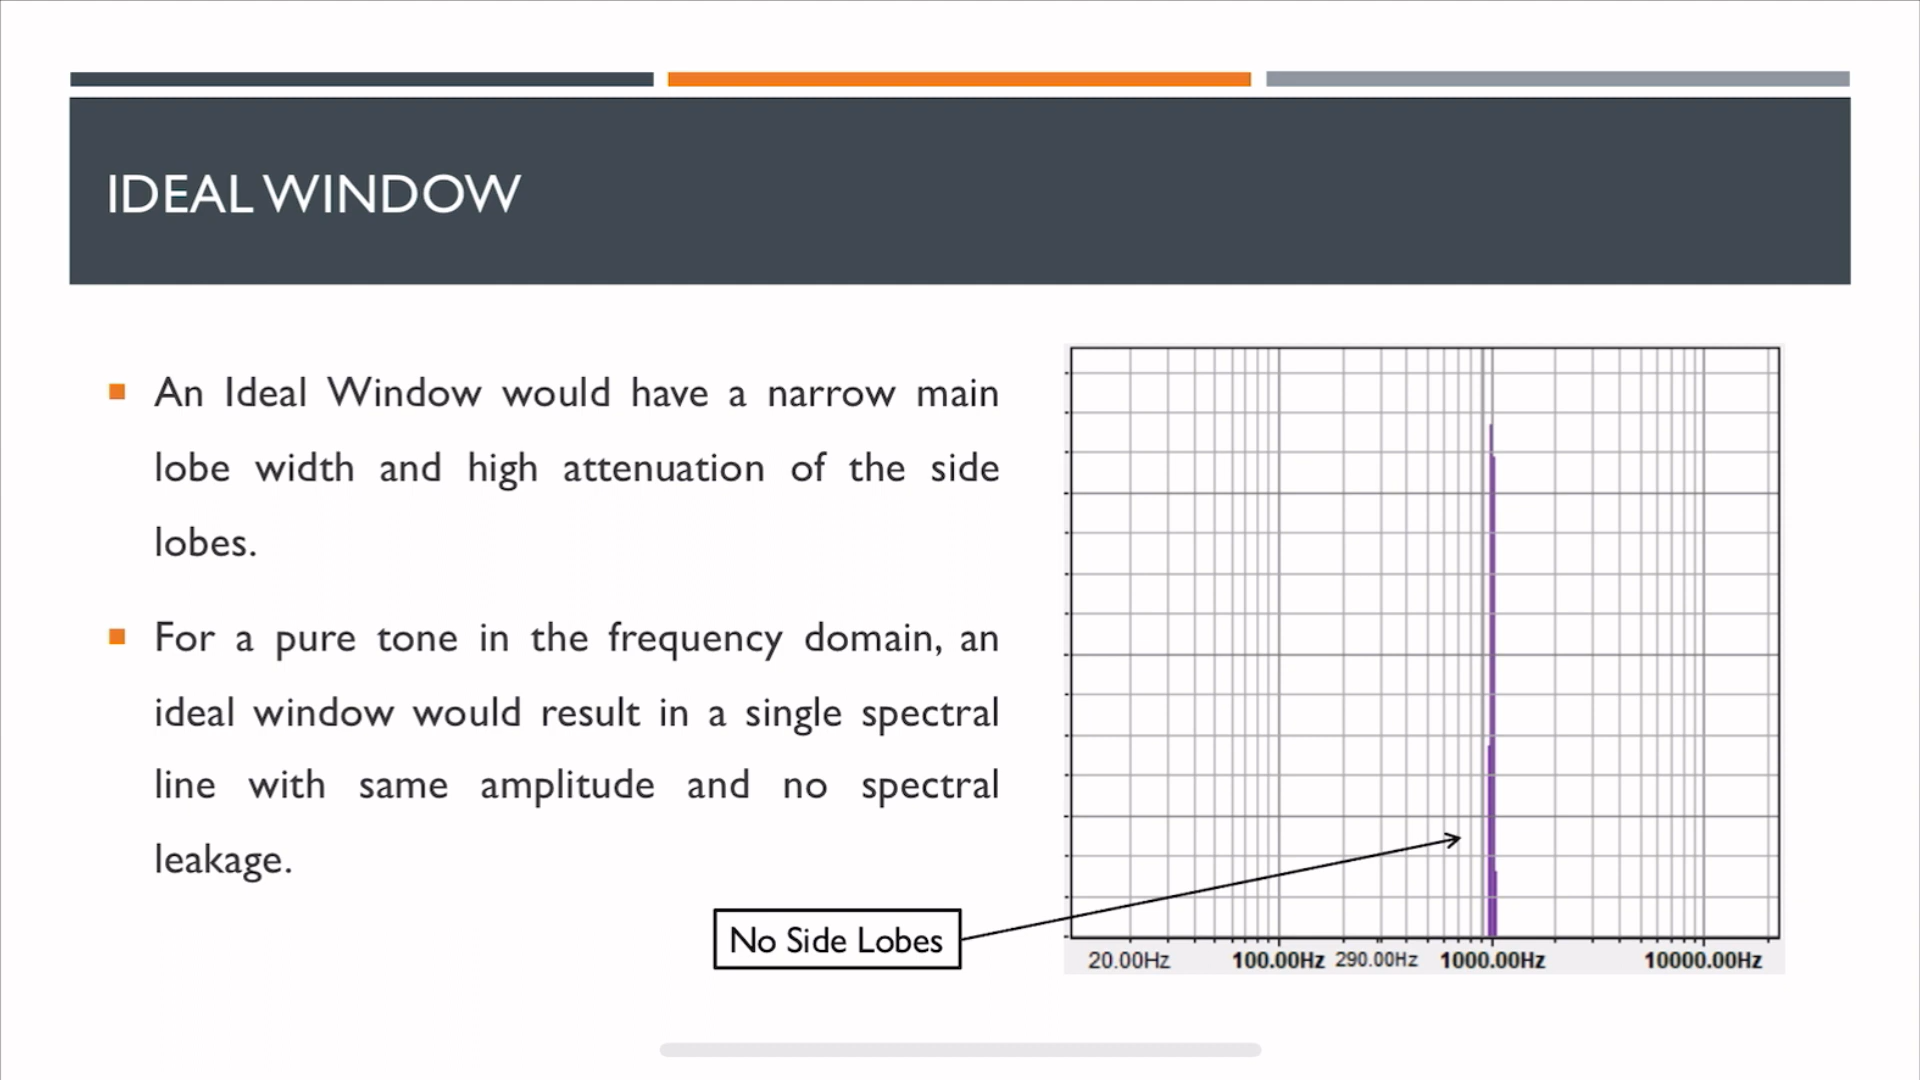 IDEAL WINDOW
An Ideal Window would have a narrow main
lobe width and high attenuation of the side
lobes.
For a pure tone in the frequency domain, an
ideal window would result in a single spectral
line with same amplitude and no spectral
leakage.
No Side Lobes
20.00Hz 100.00Hz 290.00Hz 1000.00Hz 10000.00Hz